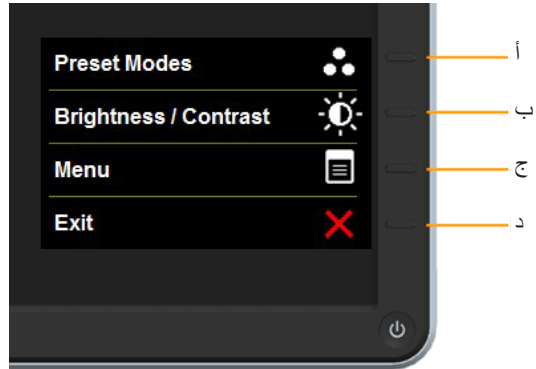 Preset Modes أ
Brightness / Contrast ب
Menu ج
Exit د